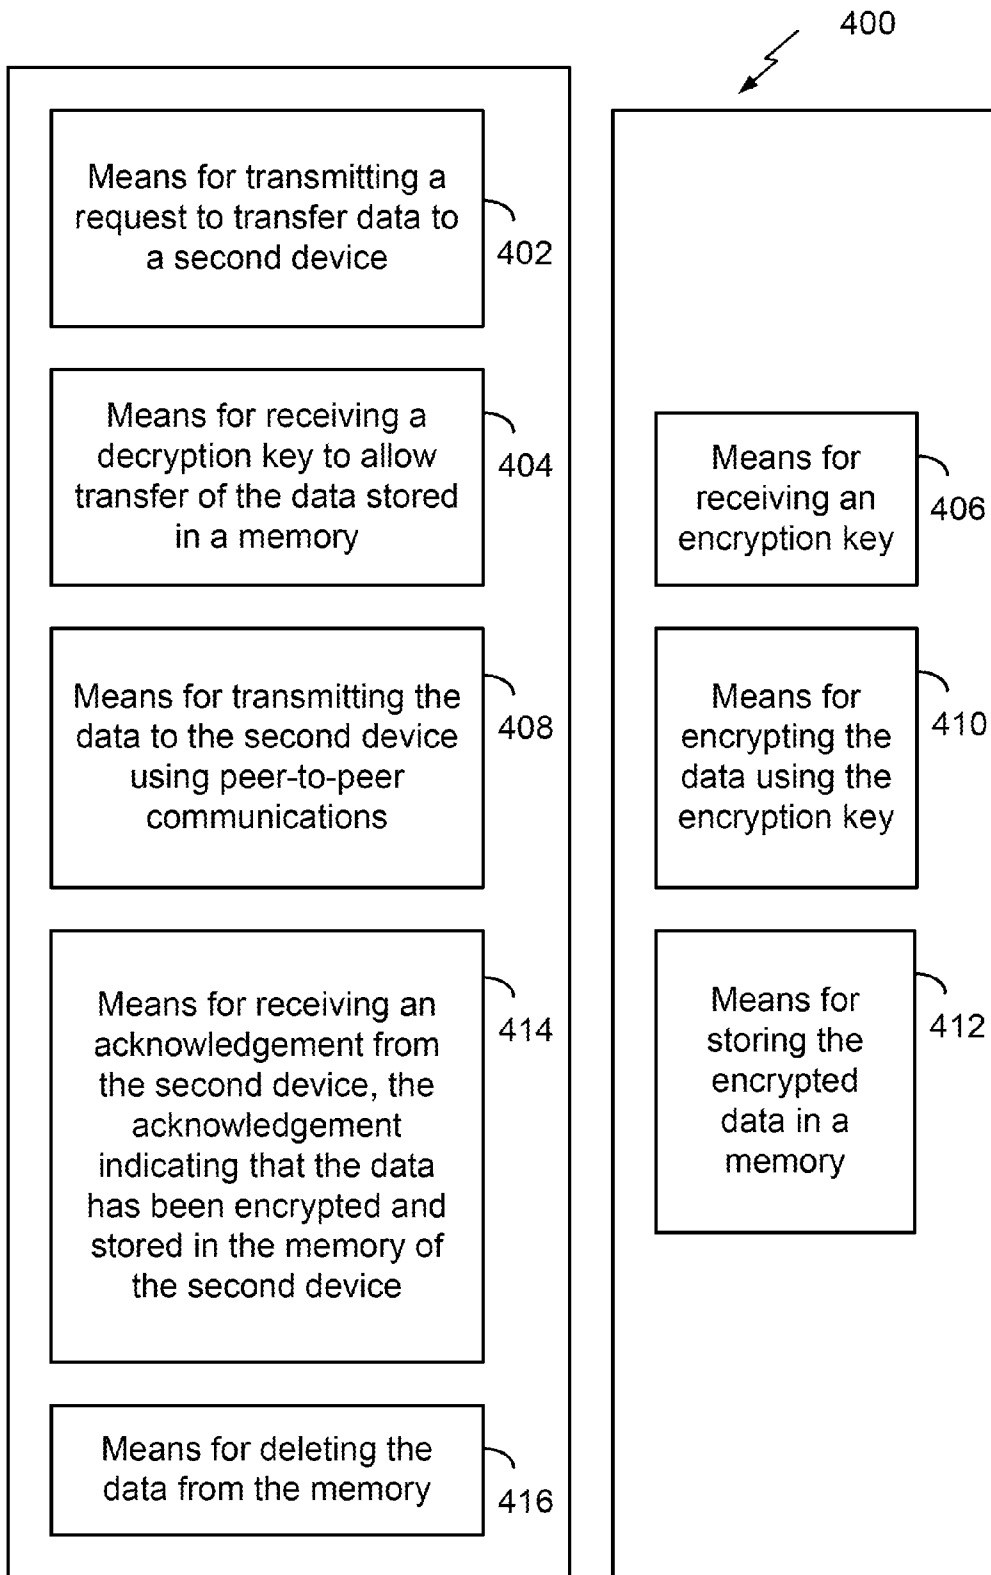 400
Means for transmitting a
request to transfer data to
a second device
402
Means for receiving a
decryption key to allow
transfer of the data stored
in a memory
404
Means for
receiving an
encryption key
406
Means for transmitting the
data to the second device
using peer-to-peer
communications
408
Means for
encrypting the
data using the
encryption key
410
Means for receiving an
acknowledgement from
the second device, the
acknowledgement
indicating that the data
has been encrypted and
stored in the memory of
the second device
414
Means for
storing the
encrypted
data in a
memory
412
Means for deleting the
data from the memory
416